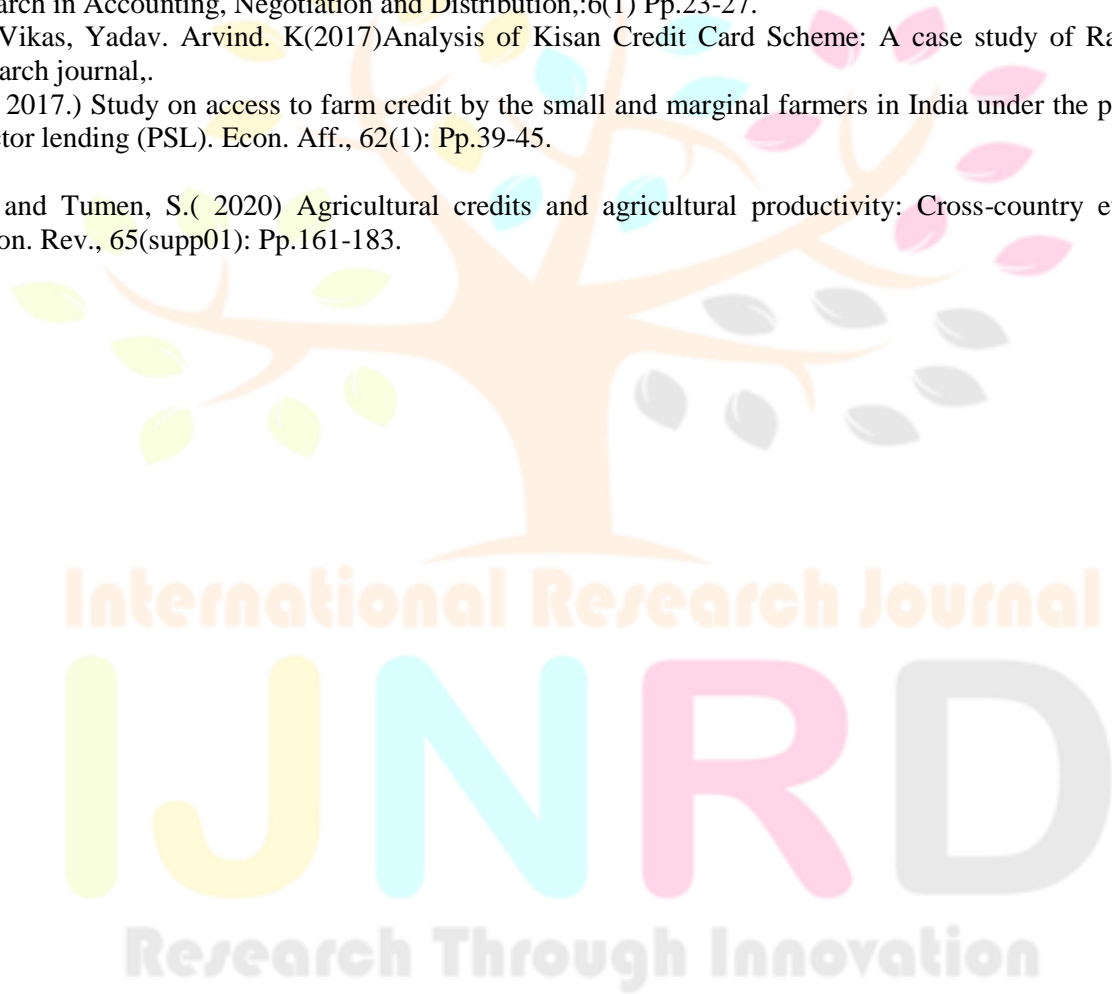 arch in Accounting, Negotiation and Distribution,:6(1) Pp.23-27.
Vikas, Yadav. Arvind. K(2017)Analysis of Kisan Credit Card Scheme: A case study of Ra
arch journal,.
2017.) Study on access to farm credit by the small and marginal farmers in India under the p
tor lending (PSL). Econ. Aff., 62(1): Pp.39-45.
and Tumen, S.( 2020) Agricultural credits and agricultural productivity: Cross-country e
on. Rev., 65(supp01): Pp.161-183.
International Research Journal
IJNRD
Research Through Innovation